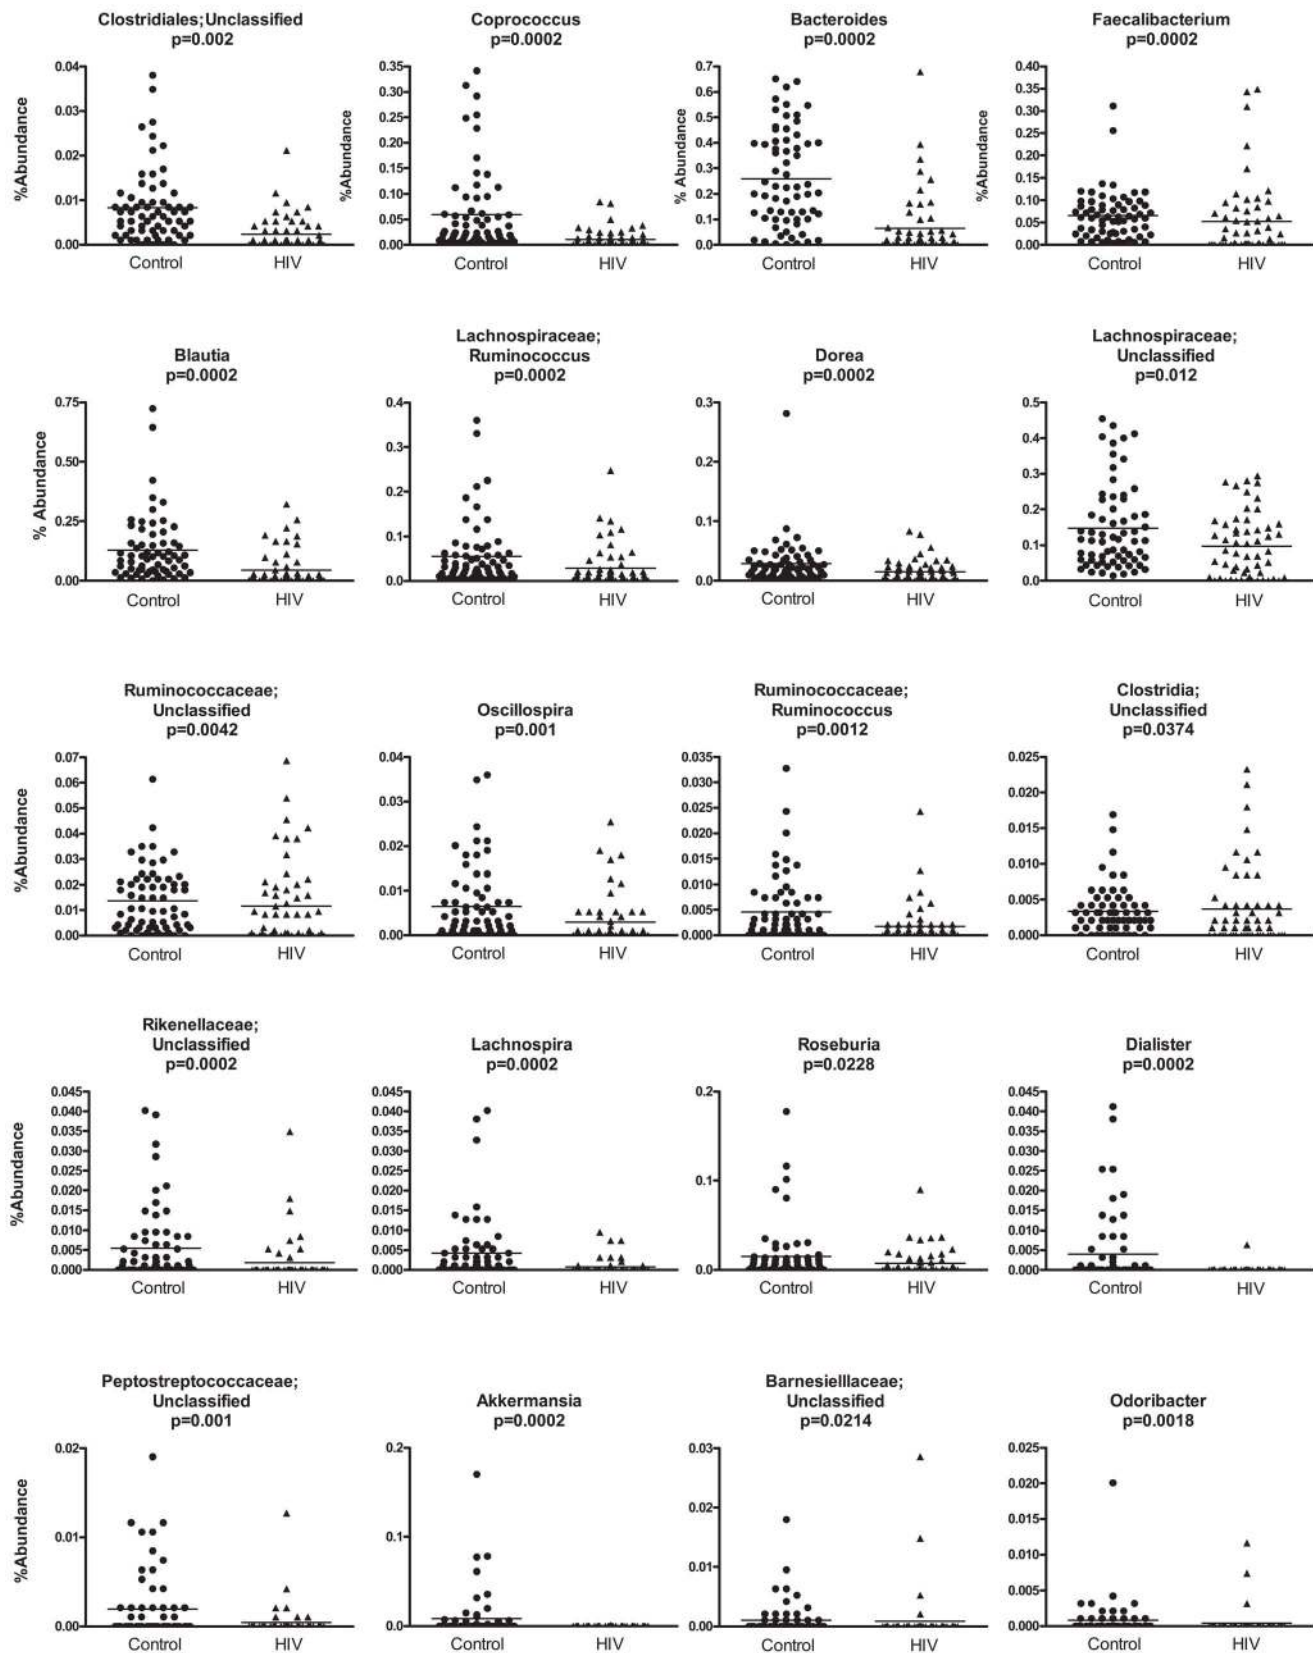 Clostridiales;Unclassified
p=0.002
Coprococcus
p=0.0002
Bacteroides
p=0.0002
Faecalibacterium
p=0.0002
%Abundance
0.04
0.03
0.02
0.01
0.00
Control
HIV
%Abundance
0.35
0.30
0.25
0.20
0.15
0.10
0.05
0.00
Control
HIV
% Abundance
0.7
0.6
0.5
0.4
0.3
0.2
0.1
0.0
Control
HIV
%Abundance
0.40
0.35
0.30
0.25
0.20
0.15
0.10
0.05
0.00
Control
HIV
Blautia
p=0.0002
Lachnospiraceae;
Ruminococcus
p=0.0002
Dorea
p=0.0002
Lachnospiraceae;
Unclassified
p=0.012
% Abundance
0.75
0.50
0.25
0.00
Control
HIV
0.4
0.3
0.2
0.1
0.0
Control
HIV
0.3
0.2
0.1
0.0
Control
HIV
0.5
0.4
0.3
0.2
0.1
0.0
Control
HIV
Ruminococcaceae;
Unclassified
p=0.0042
Oscillospira
p=0.001
Ruminococcaceae;
Ruminococcus
p=0.0012
Clostridia;
Unclassified
p=0.0374
%Abundance
0.07
0.06
0.05
0.04
0.03
0.02
0.01
0.00
Control
HIV
0.04
0.03
0.02
0.01
0.00
Control
HIV
0.035
0.030
0.025
0.020
0.015
0.010
0.005
0.000
Control
HIV
0.025
0.020
0.015
0.010
0.005
0.000
Control
HIV
Rikenellaceae;
Unclassified
p=0.0002
Lachnospira
p=0.0002
Roseburia
p=0.0228
Dialister
p=0.0002
%Abundance
0.045
0.040
0.035
0.030
0.025
0.020
0.015
0.010
0.005
0.000
Control
HIV
0.045
0.040
0.035
0.030
0.025
0.020
0.015
0.010
0.005
0.000
Control
HIV
0.2
0.1
0.0
Control
HIV
0.045
0.040
0.035
0.030
0.025
0.020
0.015
0.010
0.005
0.000
Control
HIV
Peptostreptococcaceae;
Unclassified
p=0.001
Akkermansia
p=0.0002
Barnesielllaceae;
Unclassified
p=0.0214
Odoribacter
p=0.0018
%Abundance
0.02
0.01
0.00
Control
HIV
0.2
0.1
0.0
Control
HIV
0.03
0.02
0.01
0.00
Control
HIV
0.025
0.020
0.015
0.010
0.005
0.000
Control
HIV